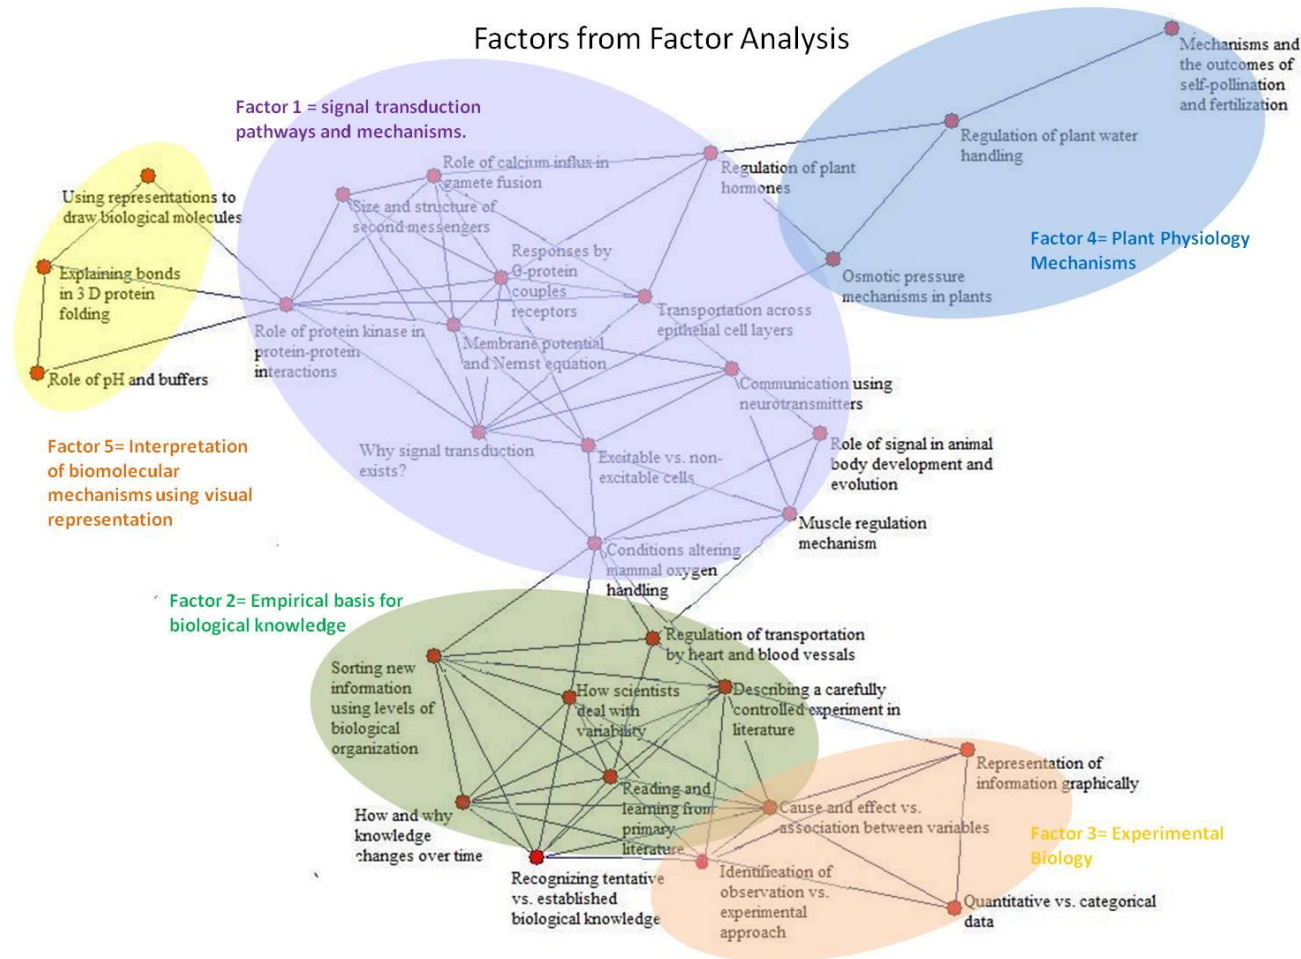 Factors from Factor Analysis
Mechanisms and
the outcomes of
self-pollination
and fertilization
Factor 1 = signal transduction
pathways and mechanisms.
Regulation of plant water
handling
Role of calcium influx in
gamete fusion
Regulation of plant
hormones
Using representations to
draw biological molecules
Size and structure of
second messengers
Factor 4= Plant Physiology
Mechanisms
Responses by
G-protein
couples
receptors
Explaining bonds
in 3 D protein
folding
Osmotic pressure
mechanisms in plants
Transportation across
epithelial cell layers
Role of protein kinase in
protein-protein
interactions
Membrane potential
and Nernst equation
Role of pH and buffers
Communication using
neurotransmitters
Factor 5= Interpretation
of biomolecular
mechanisms using visual
representation
Why signal transduction
exists?
Excitable vs. non-
excitable cells
Role of signal in animal
body development and
evolution
Muscle regulation
mechanism
Conditions altering
mammal oxygen
handling
Factor 2= Empirical basis for
biological knowledge
Regulation of transportation
by heart and blood vessals
Sorting new
information
using levels of
biological
organization
How scientists
deal with
variability
Describing a carefully
controlled experiment in
literature
Representation of
information graphically
Reading and
learning from
primary
literature
How and why
knowledge
changes over time
Cause and effect vs.
association between variables
Factor 3= Experimental
Biology
Recognizing tentative
vs. established
biological knowledge
Identification of
observation vs.
experimental
approach
Quantitative vs. categorical
data